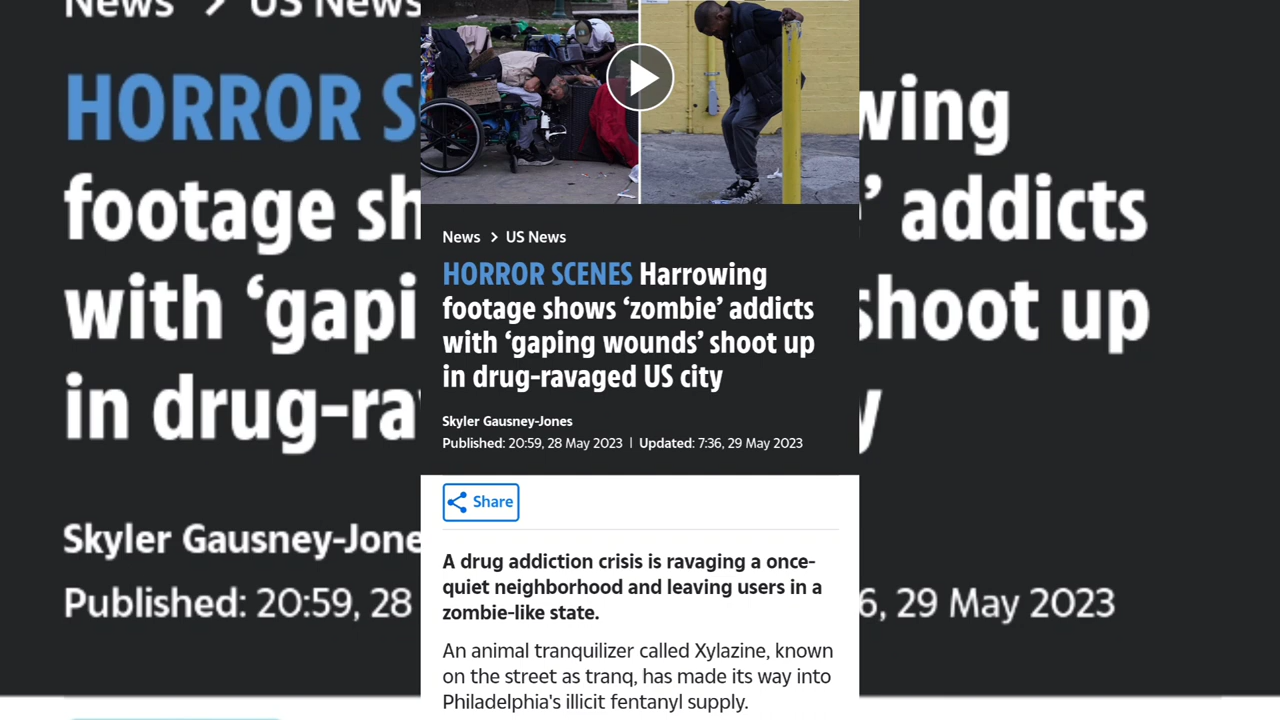 News > US News
HORROR SCENES Harrowing
footage shows ‘zombie’ addicts
with ‘gaping wounds’ shoot up
in drug-ravaged US city
Skyler Gausney-Jones
Published: 20:59, 28 May 2023 | Updated: 7:36, 29 May 2023
Share
A drug addiction crisis is ravaging a once-
quiet neighborhood and leaving users in a
zombie-like state.
An animal tranquilizer called Xylazine, known
on the street as tranq, has made its way into
Philadelphia's illicit fentanyl supply.